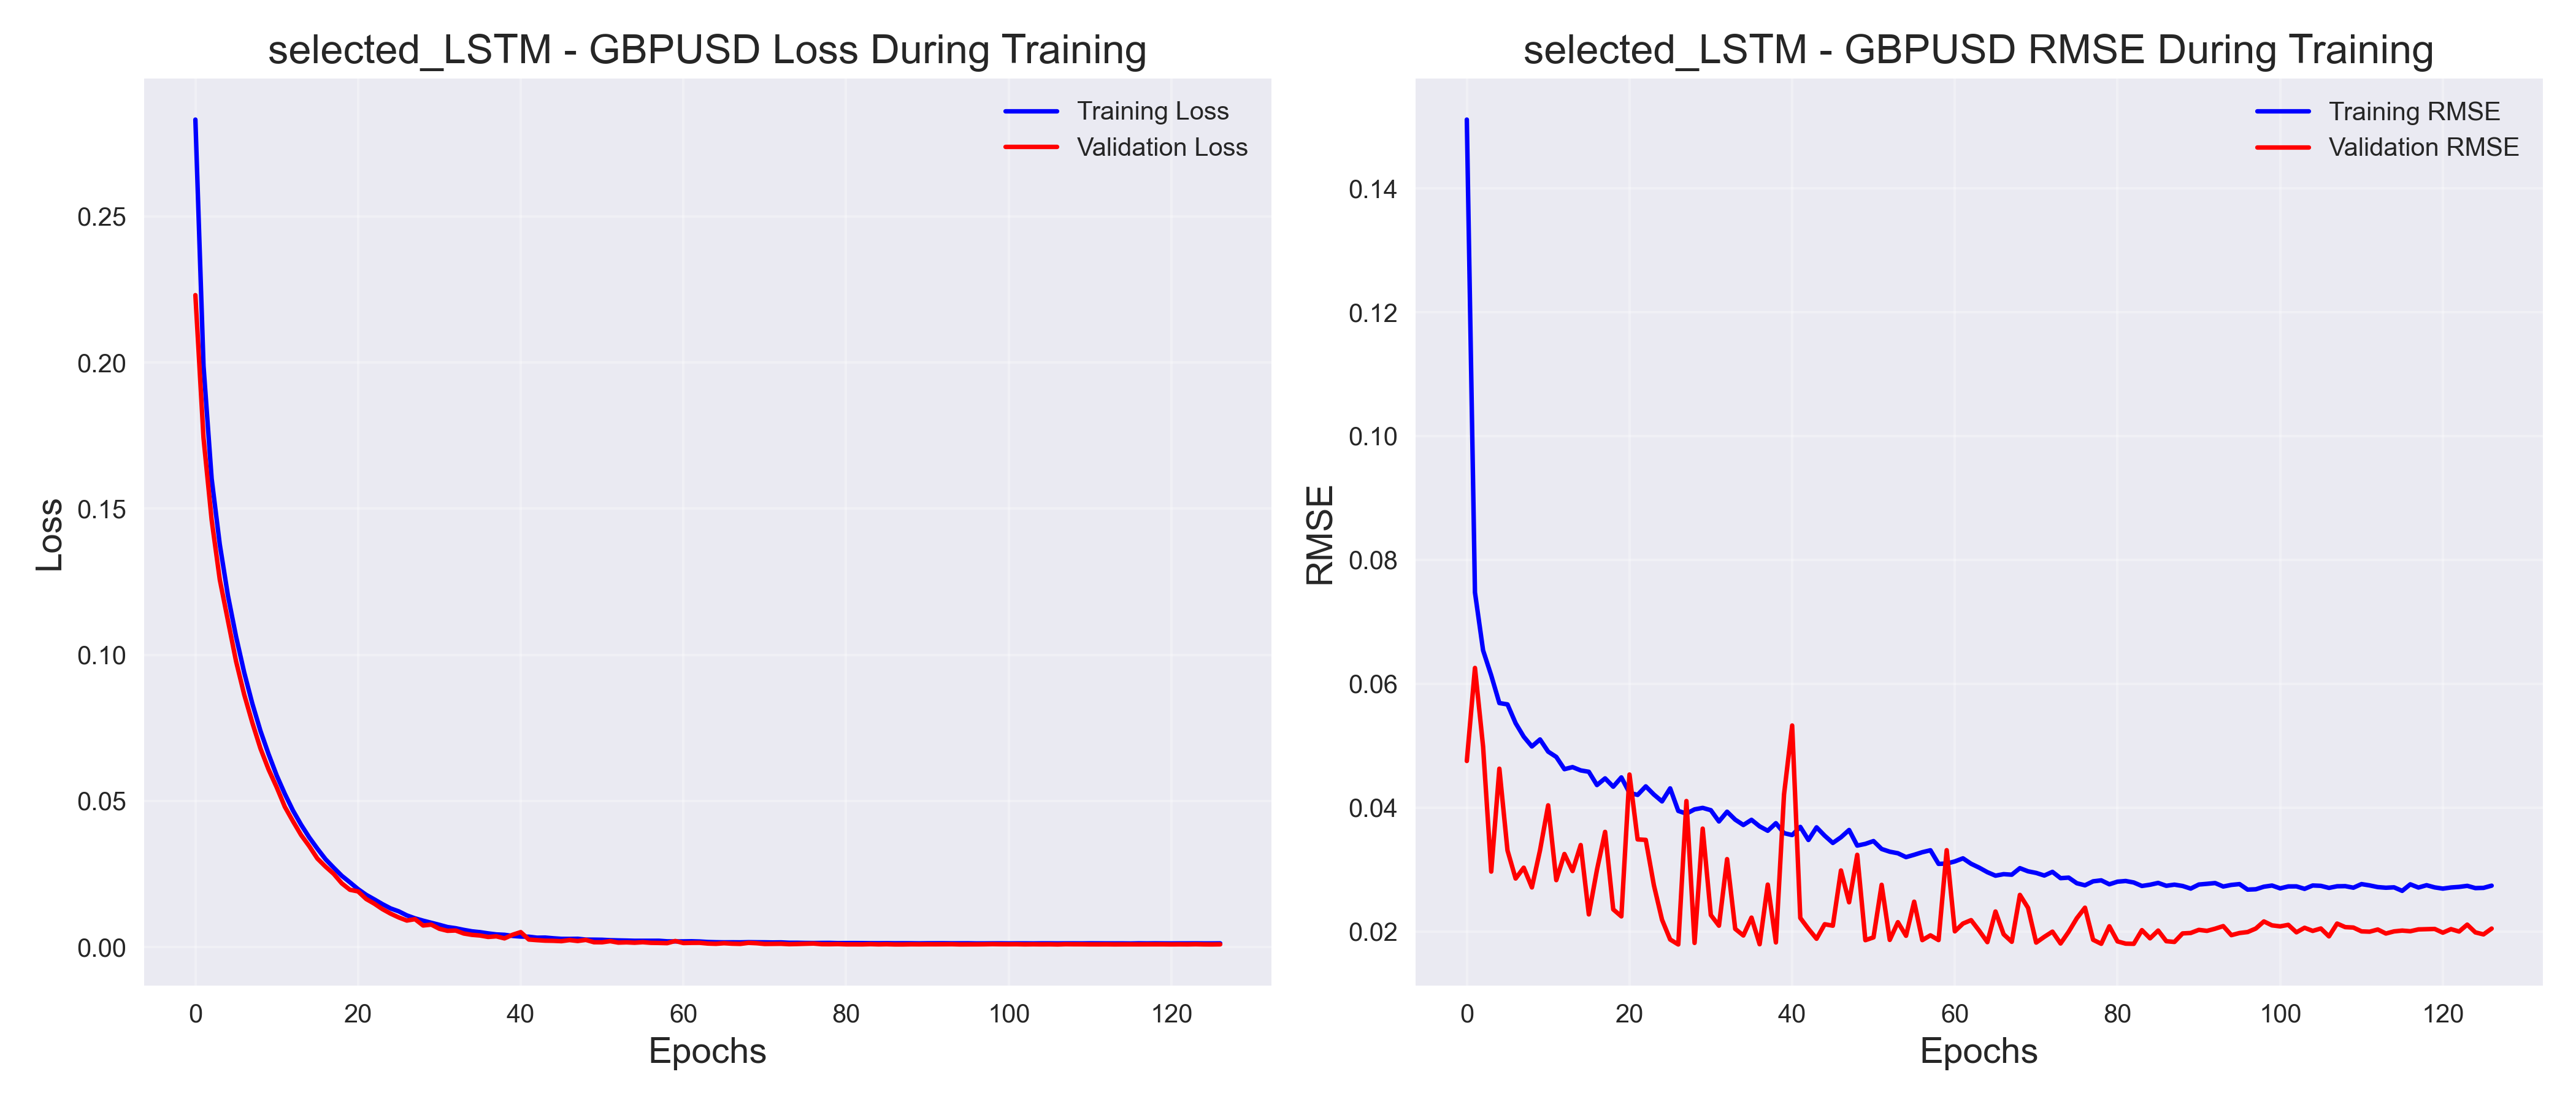 selected_LSTM - GBPUSD Loss During Training
Training Loss
Validation Loss
0.25
0.20
0.15
0.10
0.05
0.00
Loss
0 20 40 60 80 100 120
Epochs
selected_LSTM - GBPUSD RMSE During Training
Training RMSE
Validation RMSE
0.14
0.12
0.10
0.08
0.06
0.04
0.02
RMSE
0 20 40 60 80 100 120
Epochs